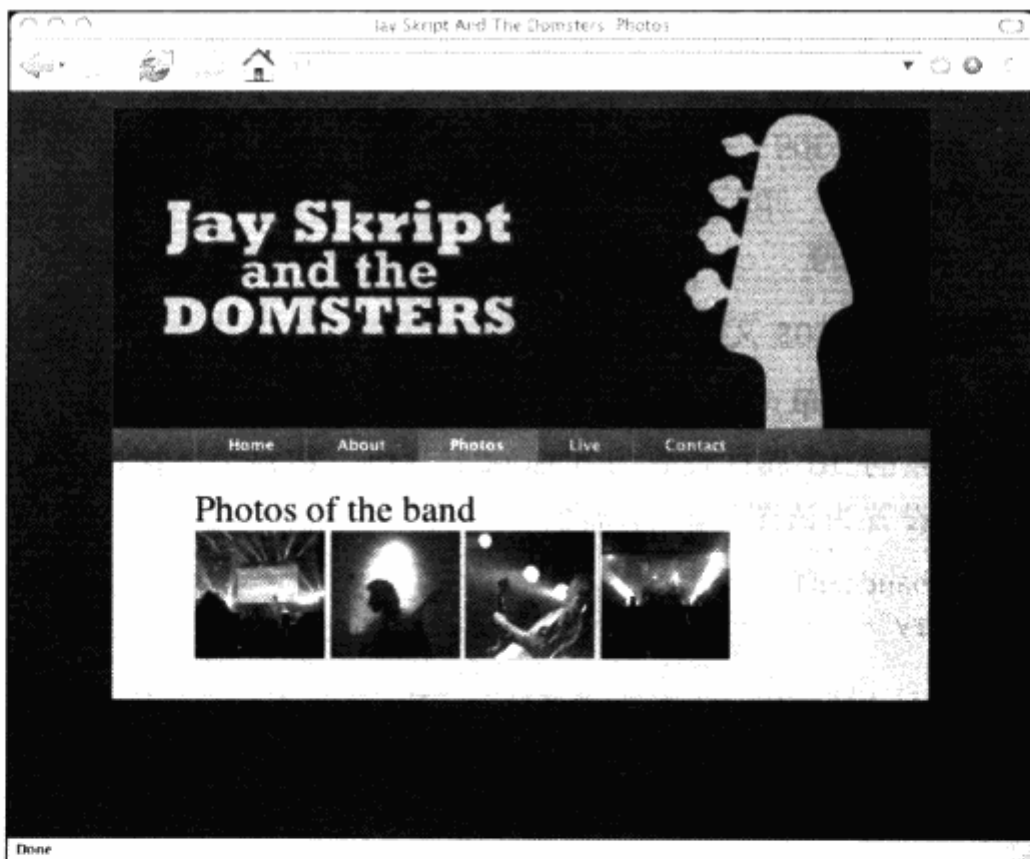 Jay Skript And The Domsters Photos
Jay Skript
and the
DOMSTERS
Home About Photos Live Contact
Photos of the band
Done